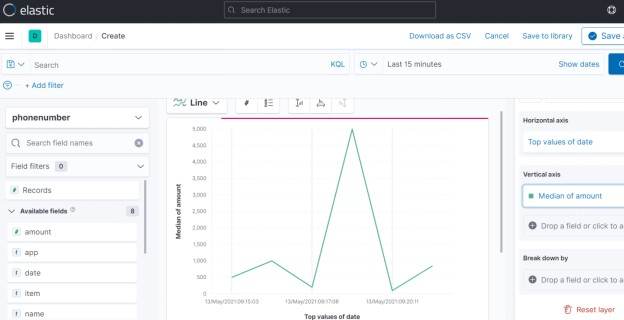 elastic
Search Elastic
D
Dashboard / Create
Download as CSV
Cancel
Save to library
Save
Search
KQL
Last 15 minutes
Show dates
+ Add filter
phonenumber
Line
Search field names
Field filters 0
# Records
Available fields 8
# amount
t app
t date
t item
t name
Median of amount
5,000
4,500
4,000
3,500
3,000
2,500
2,000
1,500
1,000
500
0
13/May/2021:09:15:03
13/May/2021:09:17:08
13/May/2021:09:20:11
Top values of date
Horizontal axis
Top values of date
Vertical axis
Median of amount
Drop a field or click to a
Break down by
Drop a field or click to a
Reset layer